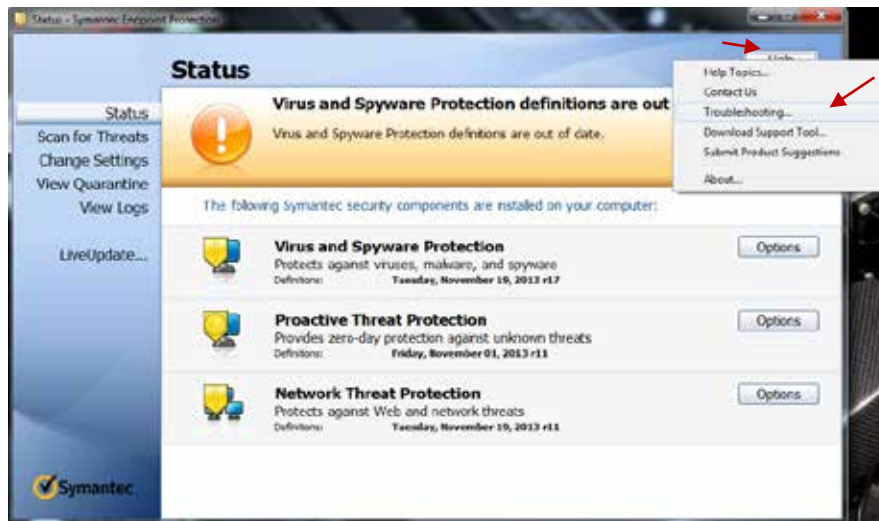 Status - Symantec Endpoint Protection
Status
Help
Help Topics...
Contact Us
Troubleshooting...
Download Support Tool...
Submit Product Suggestions
About...
Status
Scan for Threats
Change Settings
View Quarantine
View Logs
LiveUpdate...
Virus and Spyware Protection definitions are out
Virus and Spyware Protection definitions are out of date.
The following Symantec security components are installed on your computer:
Virus and Spyware Protection
Options
Protects against viruses, malware, and spyware
Definitions: Tuesday, November 19, 2013 r17
Proactive Threat Protection
Options
Provides zero-day protection against unknown threats
Definitions: Friday, November 01, 2013 r11
Network Threat Protection
Options
Protects against Web and network threats
Definitions: Tuesday, November 19, 2013 r11
Symantec